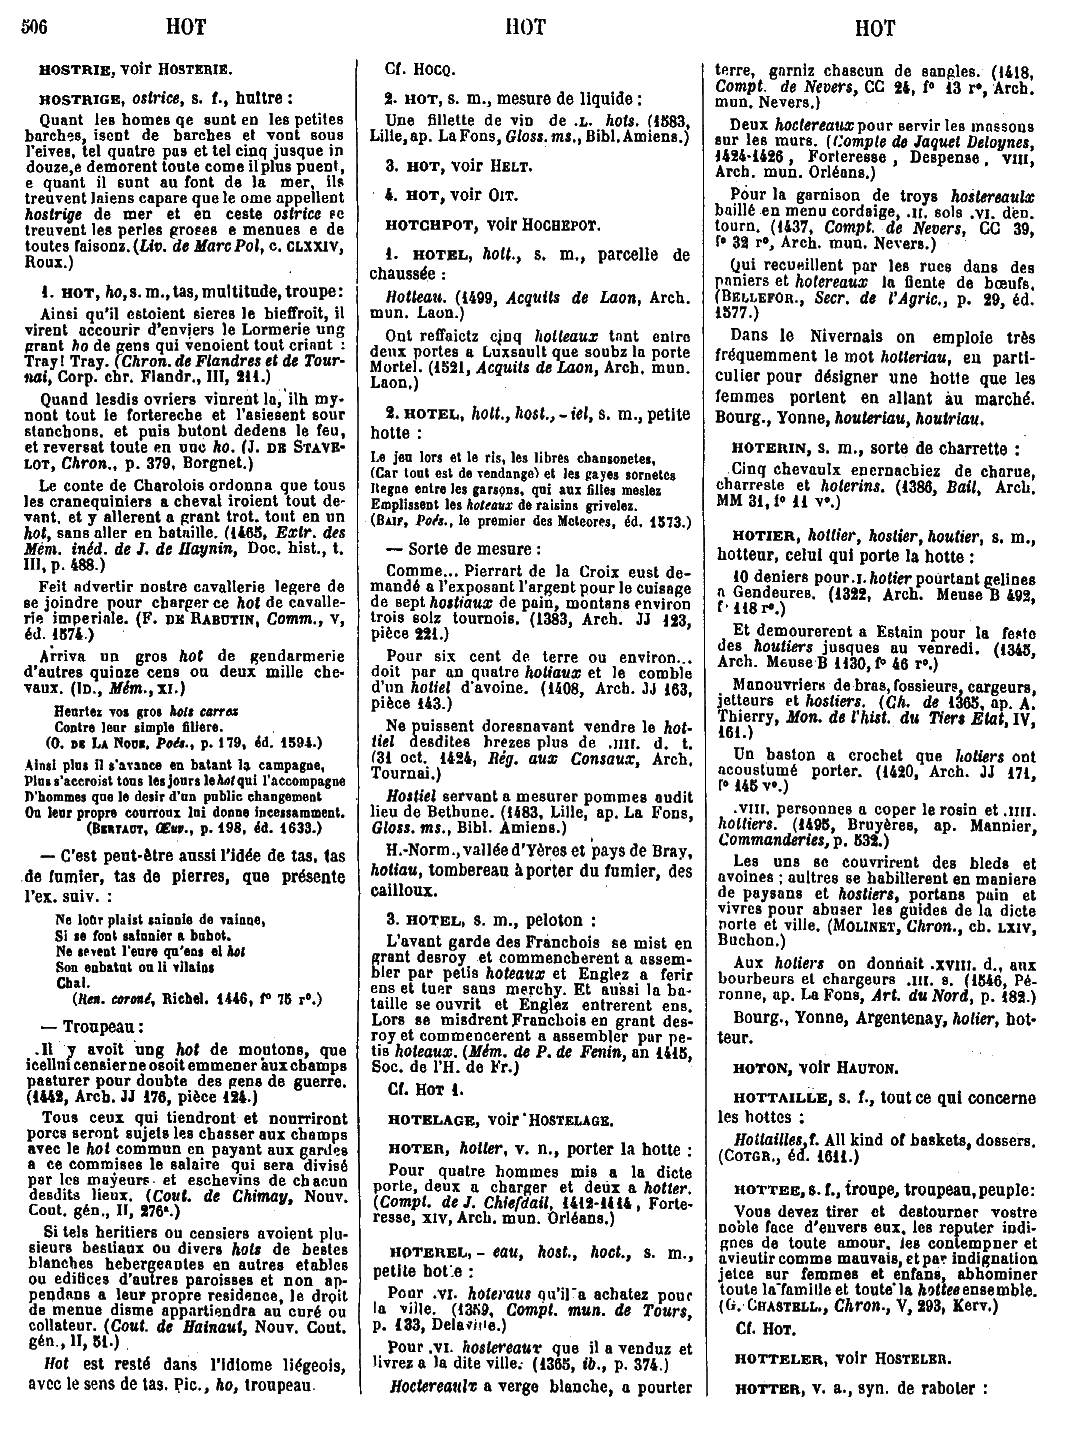 506 HOT HOT HOT
HOSTRIE, voir HOSTERIE.
HOSTRIGE, ostrice, s. f., huître :
Quant les homes qe sunt en les petites
barches, isent de barches et vont sous
l'eives, tel quatre pas et tel cinq jusque in
douze, e demorent toute come il plus puent,
e quant il sunt au font de la mer, ils
treuvent laiens capare que le ome appellent
hostrige de mer et en ceste ostrice se
treuvent les perles groses e menues e de
toutes faisonz. (Liv. de Marc Pol, c. CLXXIV,
Roux.)
1. HOT, ho, s. m., tas, multitude, troupe :
Ainsi qu'il estoient sieres le bieffroit, il
virent accourir d'enviers le Lormerie ung
grant ho de gens qui venoient tout criant :
Tray ! Tray. (Chron. de Flandres et de Tour-
nai, Corp. chr. Flandr., III, 211.)
Quand lesdis ovriers vinrent la, ilh my-
nont tout le fortereche et l'asiesent sour
stanchons, et puis butont dedens le feu,
et reversat toute en unc ho. (J. DE STAVE-
LOT, Chron., p. 379, Borgnet.)
Le conte de Charolois ordonna que tous
les cranequiniers a cheval iroient tout de-
vant, et y allerent a grant trot, tout en un
hot, sans aller en bataille. (1465, Extr. des
Mém. inéd. de J. de Haynin, Doc. hist., t.
III, p. 488.)
Feit advertir nostre cavallerie legere de
se joindre pour charger ce hot de cavalle-
rie imperiale. (F. DE RABUTIN, Comm., V,
éd. 1574.)
Arriva un gros hot de gendarmerie
d'autres quinze cens ou deux mille che-
vaux. (ID., Mém., XI.)
Heurtez vos gros hots carrez
Contre leur simple filiere.
(O. DE LA NOUE, Poés., p. 179, éd. 1594.)
Ainsi plus il s'avance en batant la campagne,
Plus s'accroist tous les jours le hot qui l'accompagne
D'hommes que le desir d'un public changement
Ou leur propre courroux lui donne incessamment.
(BERTAUT, Œuv., p. 198, éd. 1633.)
— C'est peut-être aussi l'idée de tas, tas
de fumier, tas de pierres, que présente
l'ex. suiv. :
Ne lour plaist sainnie de vainne,
Si se font sainnier a buhot.
Ne sevent l'eure qu'ens el hot
Son enbatut ou li vilains
Chal.
(Ren. coroné, Richel. 1446, f° 75 r°.)
— Troupeau :
Il y avoit ung hot de moutons, que
icellui censier ne osoit emmener aux champs
pasturer pour doubte des gens de guerre.
(1442, Arch. JJ 176, pièce 124.)
Tous ceux qui tiendront et nourriront
porcs seront sujets les chasser aux champs
avec le hot commun en payant aux gardes
a ce commises le salaire qui sera divisé
par les mayeurs et eschevins de chacun
desdits lieux. (Cout. de Chimay, Nouv.
Cout. gén., II, 276ª.)
Si tels heritiers ou censiers avoient plu-
sieurs bestiaux ou divers hots de bestes
blanches hebergeantes en autres etables
ou edifices d'autres paroisses et non ap-
pendans a leur propre residence, le droit
de menue disme appartiendra au curé ou
collateur. (Cout. de Hainaut, Nouv. Cout.
gén., II, 51.)
Hot est resté dans l'idiome liégeois,
avec le sens de tas. Pic., ho, troupeau.
Cf. HOCQ.
2. HOT, s. m., mesure de liquide :
Une fillette de vin de .L. hots. (1583,
Lille, ap. La Fons, Gloss. ms., Bibl. Amiens.)
3. HOT, voir HELT.
4. HOT, voir OIT.
HOTCHPOT, voir HOCHEPOT.
1. HOTEL, hott., s. m., parcelle de
chaussée :
Hotteau. (1499, Acquits de Laon, Arch.
mun. Laon.)
Ont reffaictz cinq hotteaux tant entre
deux portes a Luxsault que soubz la porte
Mortel. (1521, Acquits de Laon, Arch. mun.
Laon.)
2. HOTEL, hott., host., - iel, s. m., petite
hotte :
Le jeu lors et le ris, les libres chansonetes,
(Car tout est de vendange) et les gayes sornetes
Regne entre les garsons, qui aux filles meslez
Emplissent les hoteaux de raisins grivelez.
(BAIF, Poés., le premier des Meteores, éd. 1573.)
— Sorte de mesure :
Comme... Pierrart de la Croix eust de-
mandé a l'exposant l'argent pour le cuisage
de sept hostiaux de pain, montans environ
trois solz tournois. (1383, Arch. JJ 123,
pièce 221.)
Pour six cent de terre ou environ...
doit par an quatre hotiaux et le comble
d'un hotiel d'avoine. (1408, Arch. JJ 163,
pièce 143.)
Ne puissent doresnavant vendre le hot-
tiel desdites brezes plus de .IIII. d. t.
(31 oct. 1424, Rég. aux Consaux, Arch.
Tournai.)
Hostiel servant a mesurer pommes audit
lieu de Bethune. (1483, Lille, ap. La Fons,
Gloss. ms., Bibl. Amiens.)
H.-Norm., vallée d'Yères et pays de Bray,
hotiau, tombereau à porter du fumier, des
cailloux.
3. HOTEL, s. m., peloton :
L'avant garde des Franchois se mist en
grant desroy et commencherent a assem-
bler par petis hoteaux et Englez a ferir
ens et tuer sans merchy. Et aussi la ba-
taille se ouvrit et Englez entrerent ens.
Lors se misdrent Franchois en grant des-
roy et commencerent a assembler par pe-
tis hoteaux. (Mém. de P. de Fenin, an 1415,
Soc. de l'H. de Fr.)
Cf. HOT 1.
HOTELAGE, voir HOSTELAGE.
HOTER, hotter, v. n., porter la hotte :
Pour quatre hommes mis a la dicte
porte, deux a charger et deux a hotter.
(Compt. de J. Chiefdail, 1412-1414, Forte-
resse, XIV, Arch. mun. Orléans.)
HOTEREL, - eau, host., hoct., s. m.,
petite hotte :
Pour .VI. hoteraus qu'il a achatez pour
la ville. (1359, Compt. mun. de Tours,
p. 133, Delaville.)
Pour .VI. hostereaux que il a venduz et
livrez a la dite ville. (1365, ib., p. 374.)
Hoctereaulx a verge blanche, a pourter
terre, garniz chascun de sangles. (1418,
Compt. de Nevers, CC 24, f° 13 r°, Arch.
mun. Nevers.)
Deux hoctereaux pour servir les massons
sur les murs. (Compte de Jaquet Deloynes,
1424-1426, Forteresse, Despense, VIII,
Arch. mun. Orléans.)
Pour la garnison de troys hostereaulx
baillé en menu cordaige, .II. sols .VI. den.
tourn. (1437, Compt. de Nevers, CC 39,
f° 32 r°, Arch. mun. Nevers.)
Qui recueillent par les rues dans des
paniers et hotereaux la fiente de bœufs.
(BELLEFOR., Secr. de l'Agric., p. 29, éd.
1577.)
Dans le Nivernais on emploie très
fréquemment le mot hotteriau, en parti-
culier pour désigner une hotte que les
femmes portent en allant au marché.
Bourg., Yonne, houteriau, houtriau.
HOTERIN, s. m., sorte de charrette :
Cinq chevaulx enernachiez de charue,
charreste et hoterins. (1386, Bail, Arch.
MM 31, f° 11 v°.)
HOTIER, hottier, hostier, houtier, s. m.,
hotteur, celui qui porte la hotte :
10 deniers pour .I. hotier pourtant gelines
a Gendeures. (1322, Arch. Meuse B 492,
f° 118 r°.)
Et demourerent a Estain pour la feste
des houtiers jusques au venredi. (1345,
Arch. Meuse B 1130, f° 46 r°.)
Manouvriers de bras, fossieurs, cargeurs,
jetteurs et hostiers. (Ch. de 1365, ap. A.
Thierry, Mon. de l'hist. du Tiers Etat, IV,
161.)
Un baston a crochet que hotiers ont
acoustumé porter. (1420, Arch. JJ 171,
f° 145 v°.)
.VIII. personnes a coper le rosin et .IIII.
hottiers. (1495, Bruyères, ap. Mannier,
Commanderies, p. 532.)
Les uns se couvrirent des bleds et
avoines ; aultres se habillerent en maniere
de paysans et hostiers, portans pain et
vivres pour abuser les guides de la dicte
porte et ville. (MOLINET, Chron., ch. LXIV,
Buchon.)
Aux hotiers on donnait .XVIII. d., aux
bourbeurs et chargeurs .III. s. (1546, Pé-
ronne, ap. La Fons, Art. du Nord, p. 182.)
Bourg., Yonne, Argentenay, hotier, hot-
teur.
HOTON, voir HAUTON.
HOTTAILLE, s. f., tout ce qui concerne
les hottes :
Hottailles, f. All kind of baskets, dossers.
(COTGR., éd. 1611.)
HOTTEE, s. f., troupe, troupeau, peuple :
Vous devez tirer et destourner vostre
noble face d'envers eux, les reputer indi-
gnes de toute amour, les contempner et
avieutir comme mauvais, et par indignation
jetce sur femmes et enfans, abhominer
toute la famille et toute la hottee ensemble.
(G. CHASTELL., Chron., V, 293, Kerv.)
Cf. HOT.
HOTTELER, voir HOSTELER.
HOTTER, v. a., syn. de raboter :